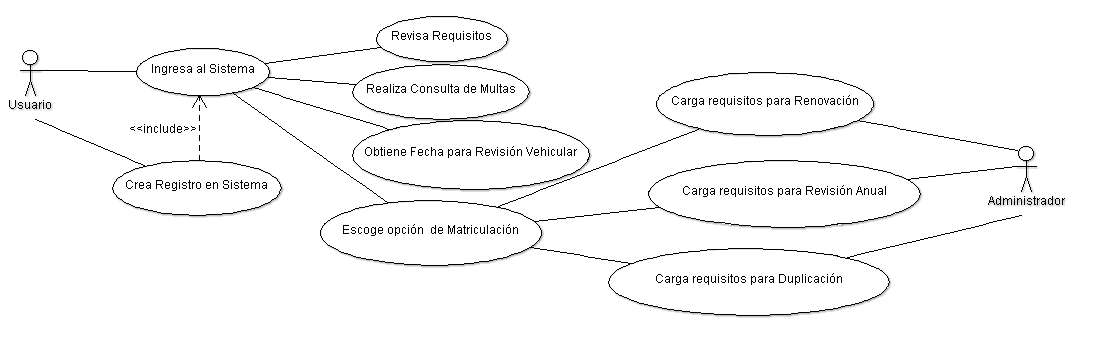 Revisa Requisitos
Ingresa al Sistema
Realiza Consulta de Multas
Usuario
Carga requisitos para Renovación
<<include>>
Obtiene Fecha para Revisión Vehicular
Crea Registro en Sistema
Carga requisitos para Revisión Anual
Administrador
Escoge opción  de Matriculación
Carga requisitos para Duplicación